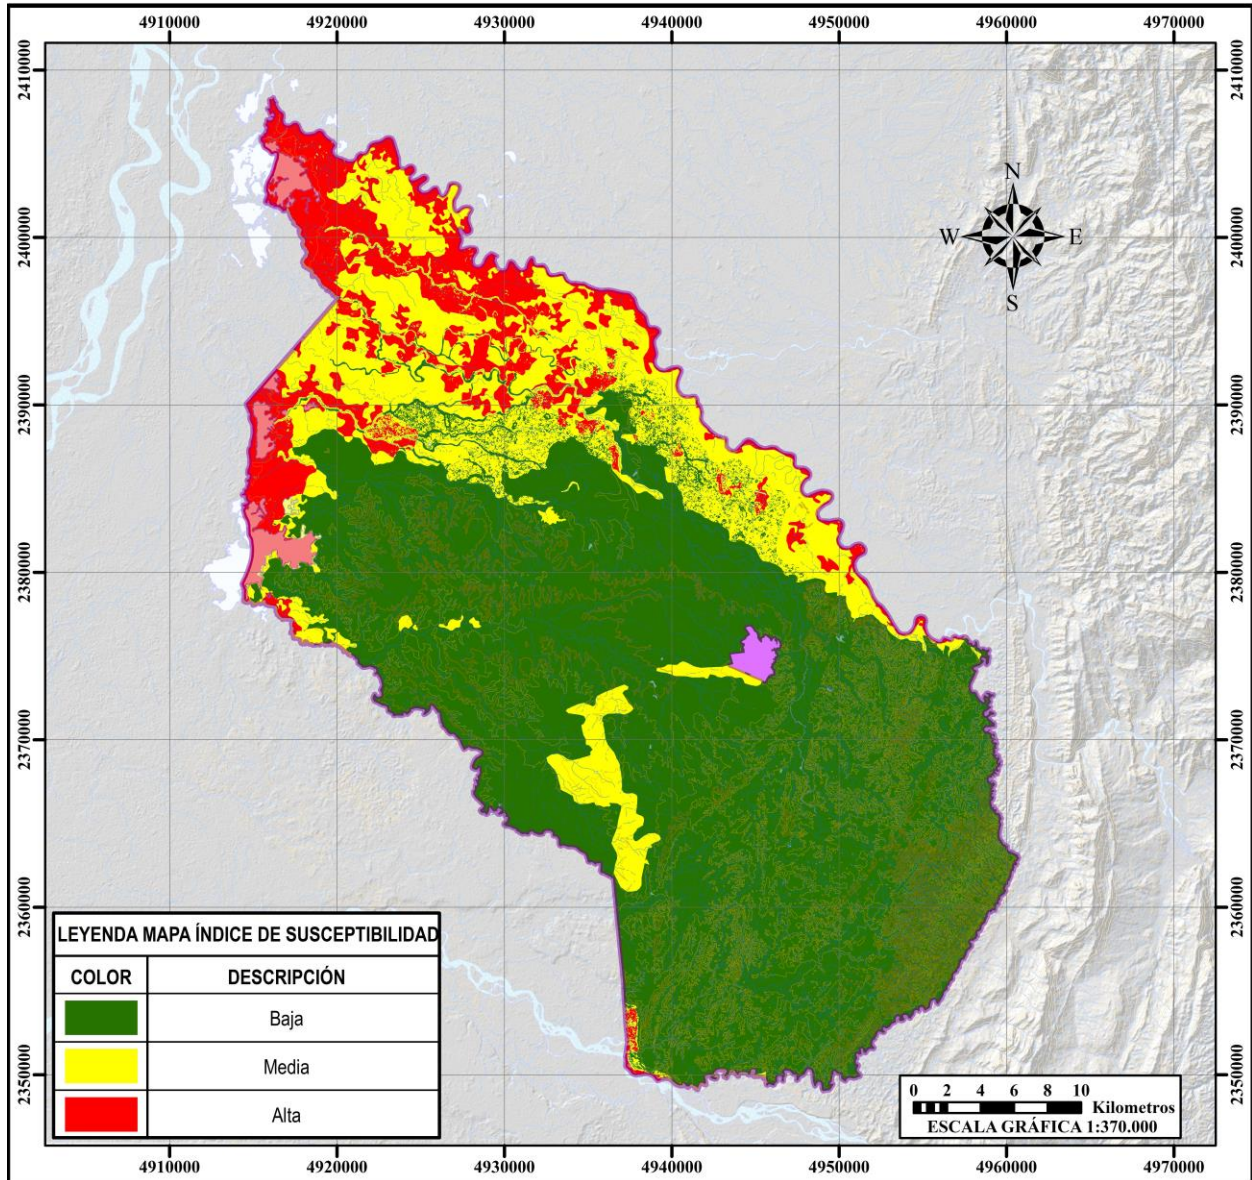 4910000 4920000 4930000 4940000 4950000 4960000 4970000
2410000 2410000
N
W E
S
2400000 2400000
2390000 2390000
2380000 2380000
2370000 2370000
2360000 2360000
LEYENDA MAPA ÍNDICE DE SUSCEPTIBILIDAD
COLOR DESCRIPCIÓN
Baja
Media
Alta
2350000 2350000
0 2 4 6 8 10
Kilometros
ESCALA GRÁFICA 1:370.000
4910000 4920000 4930000 4940000 4950000 4960000 4970000